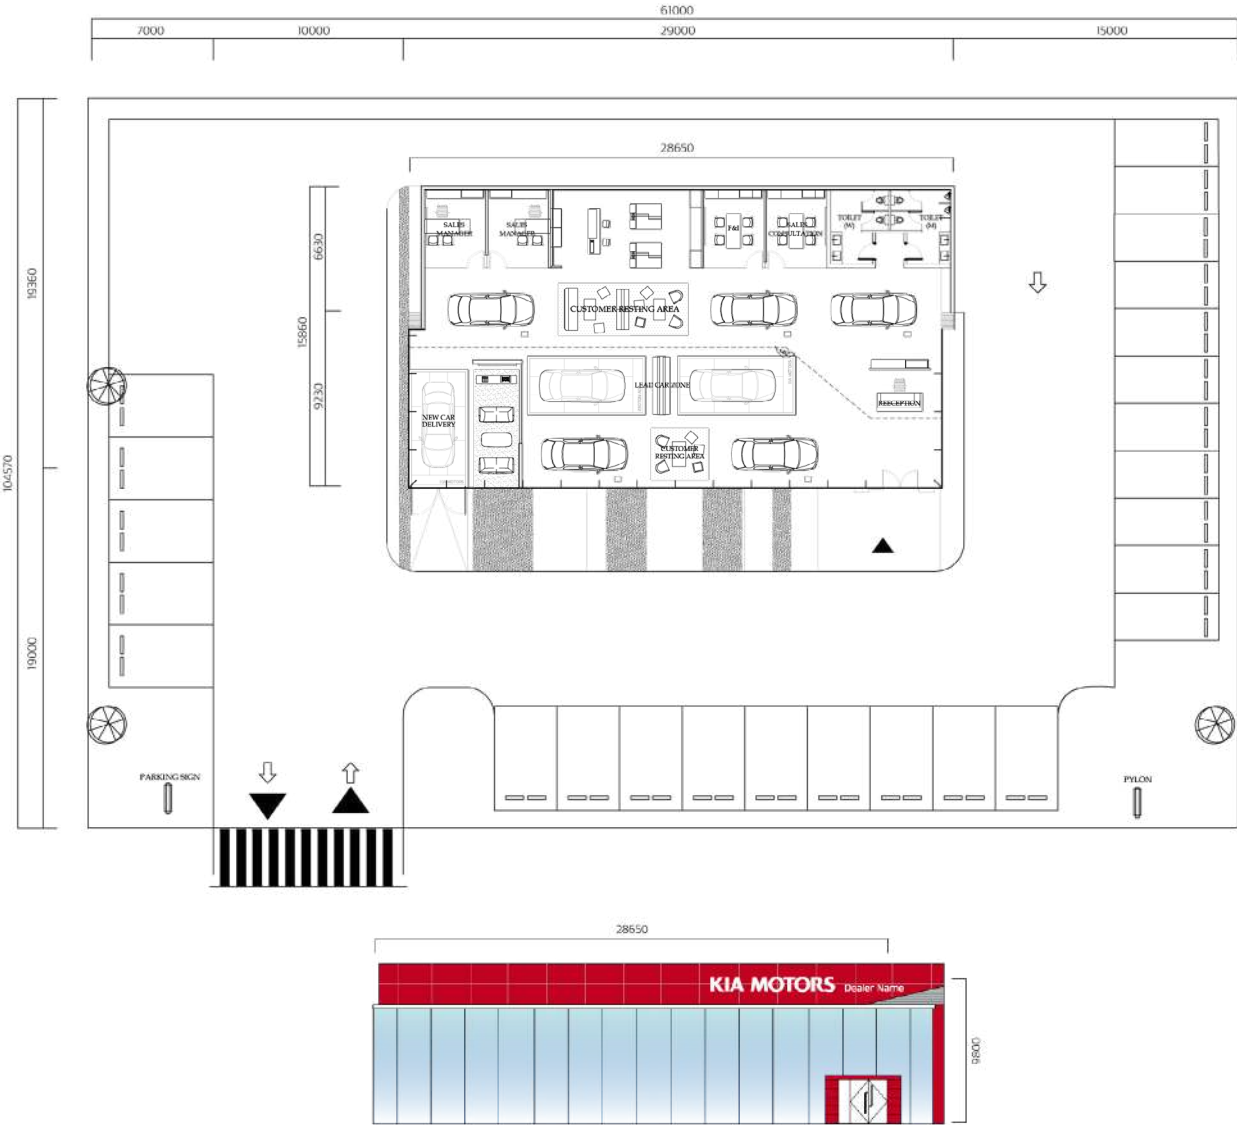 61000
7000
10000
29000
15000
28650
19360
6630
15860
9230
104570
19000
SALES
MANAGER
SALES
MANAGER
F&I
SALES
CONSULTATION
TOILET
(W)
TOILET
(M)
CUSTOMER RESTING AREA
LEAD CAR ZONE
REECEPTION
NEW CAR
DELIVERY
CUSTOMER
RESTING AREA
PARKING SIGN
PYLON
28650
KIA MOTORS Dealer Name
9800